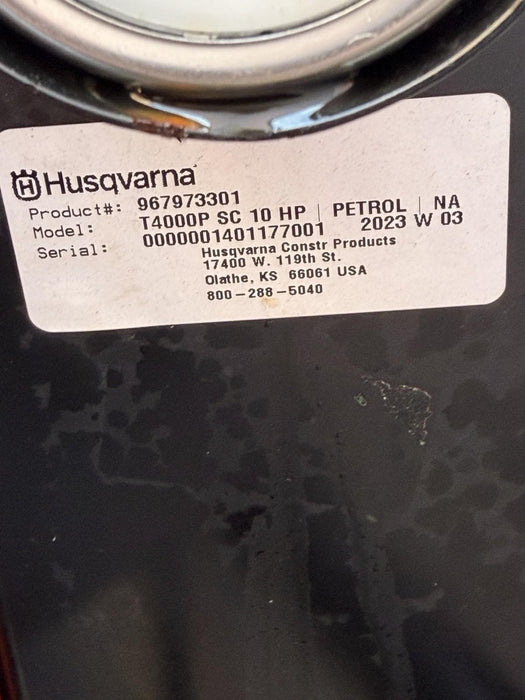 Husqvarna
Product#: 967973301
Model: T4000P SC 10 HP | PETROL | NA
Serial: 0000001401177001 2023 W 03
Husqvarna Constr Products
17400 W. 119th St.
Olathe, KS 66061 USA
800-288-5040